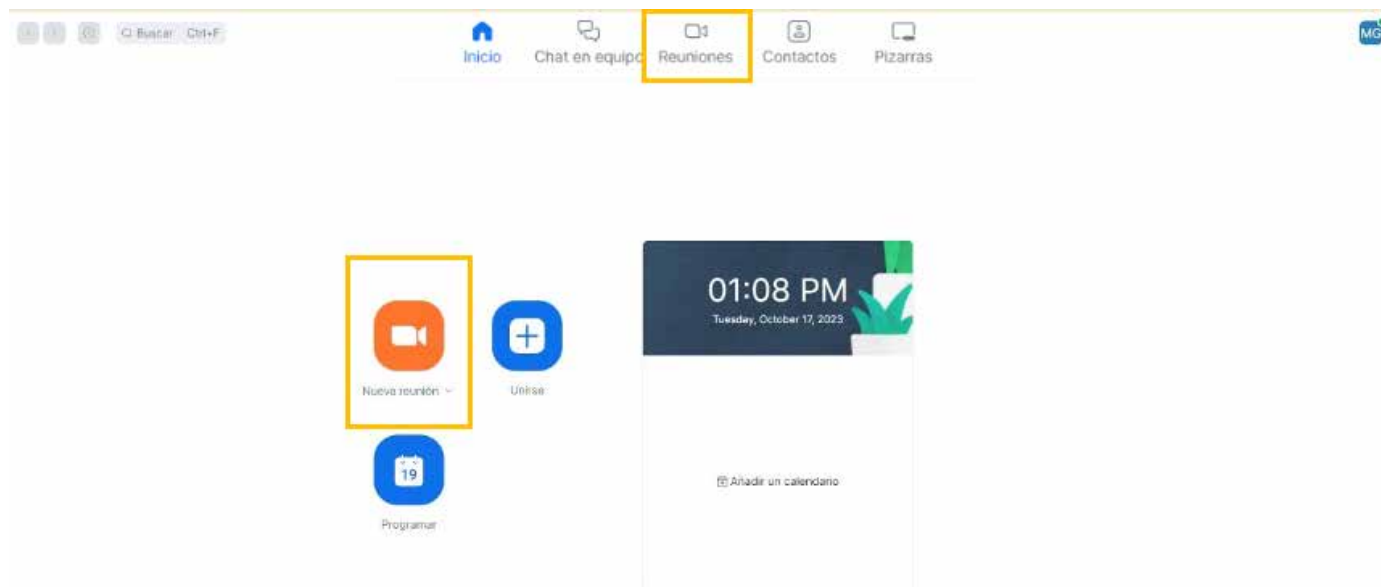 Buscar Ctrl+F
Inicio
Chat en equipo
Reuniones
Contactos
Pizarras
MG
01:08 PM
Tuesday, October 17, 2023
Nueva reunión
Unirse
19
Programar
Añadir un calendario